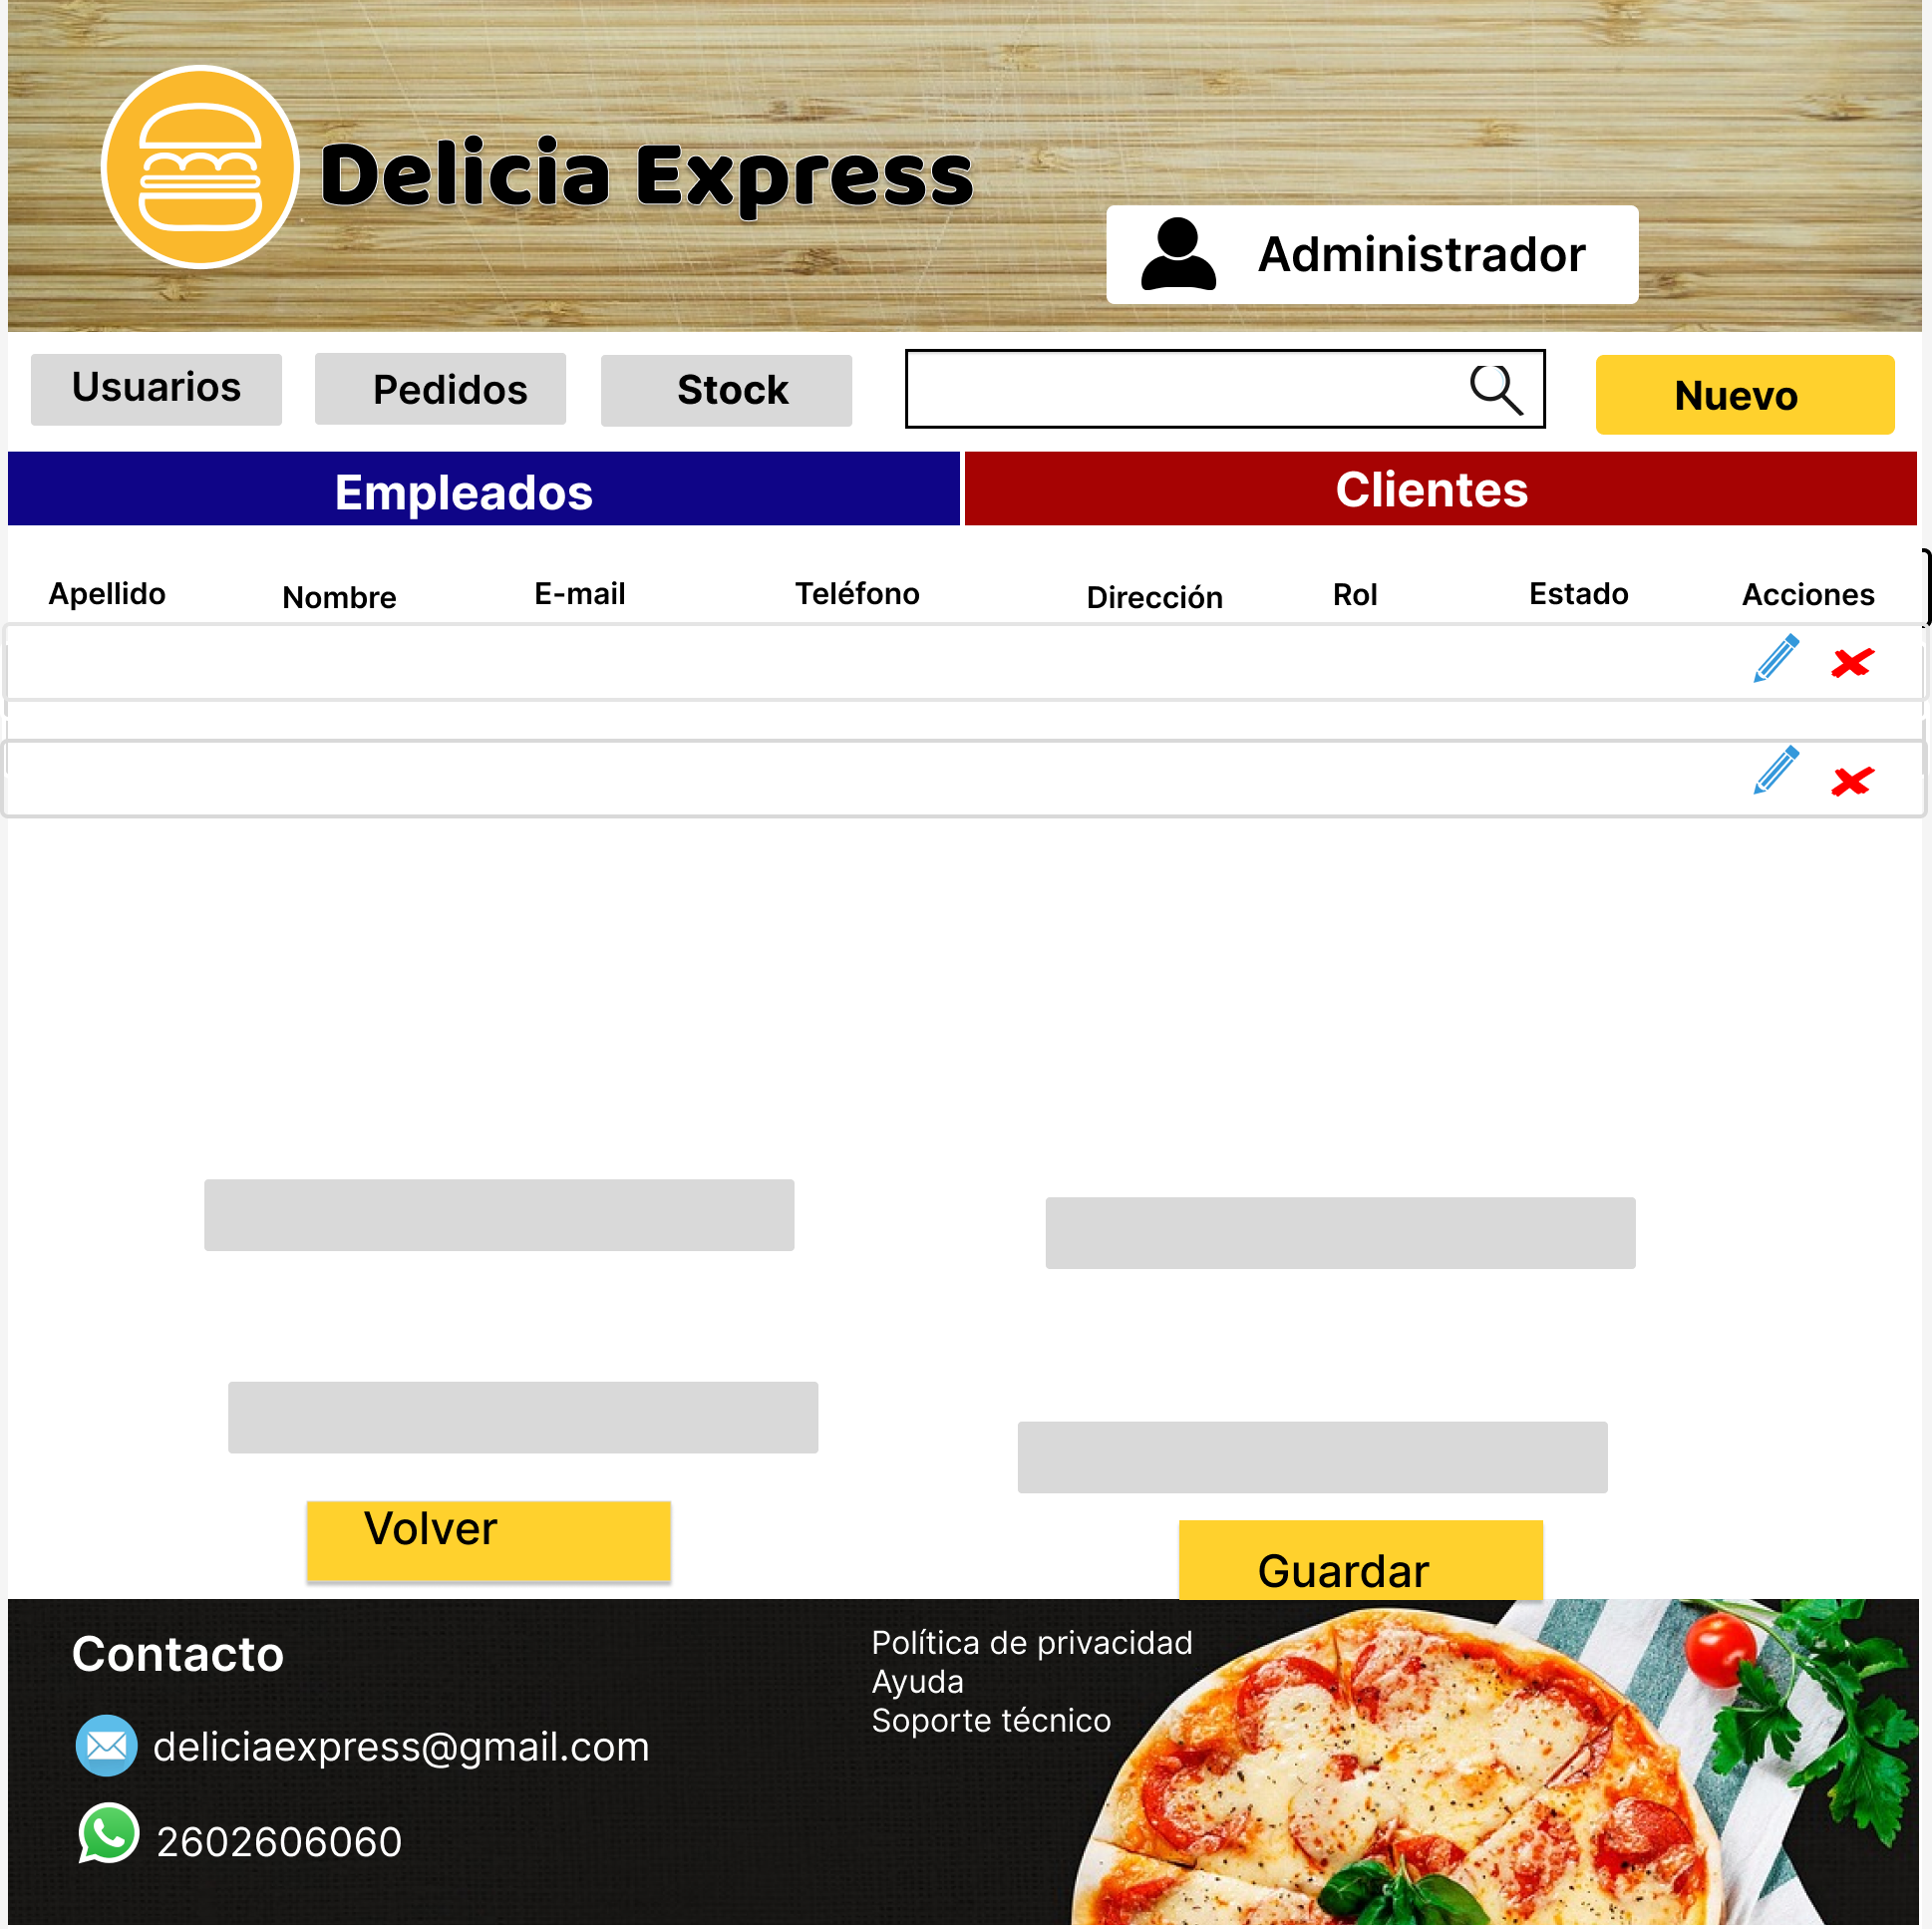 Delicia Express
Administrador
Usuarios
Pedidos
Stock
Nuevo
Empleados
Clientes
Apellido
Nombre
E-mail
Teléfono
Dirección
Rol
Estado
Acciones
Volver
Guardar
Contacto
deliciaexpress@gmail.com
2602606060
Política de privacidad
Ayuda
Soporte técnico